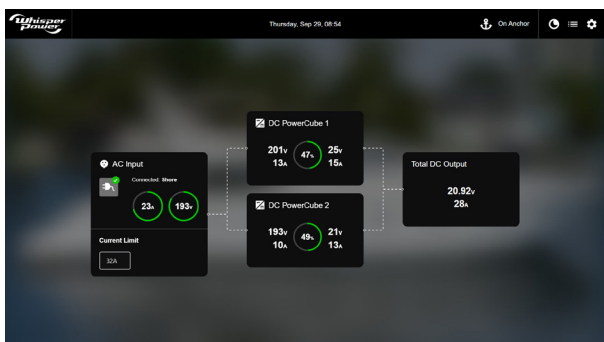 Whisper
Power
Thursday, Sep 29, 08:54
On Anchor
DC PowerCube 1
201v 47% 25v
13A 15A
AC Input
Connected Shore
23A 193v
Current Limit
32A
DC PowerCube 2
193v 49% 21v
10A 13A
Total DC Output
20.92v
28A